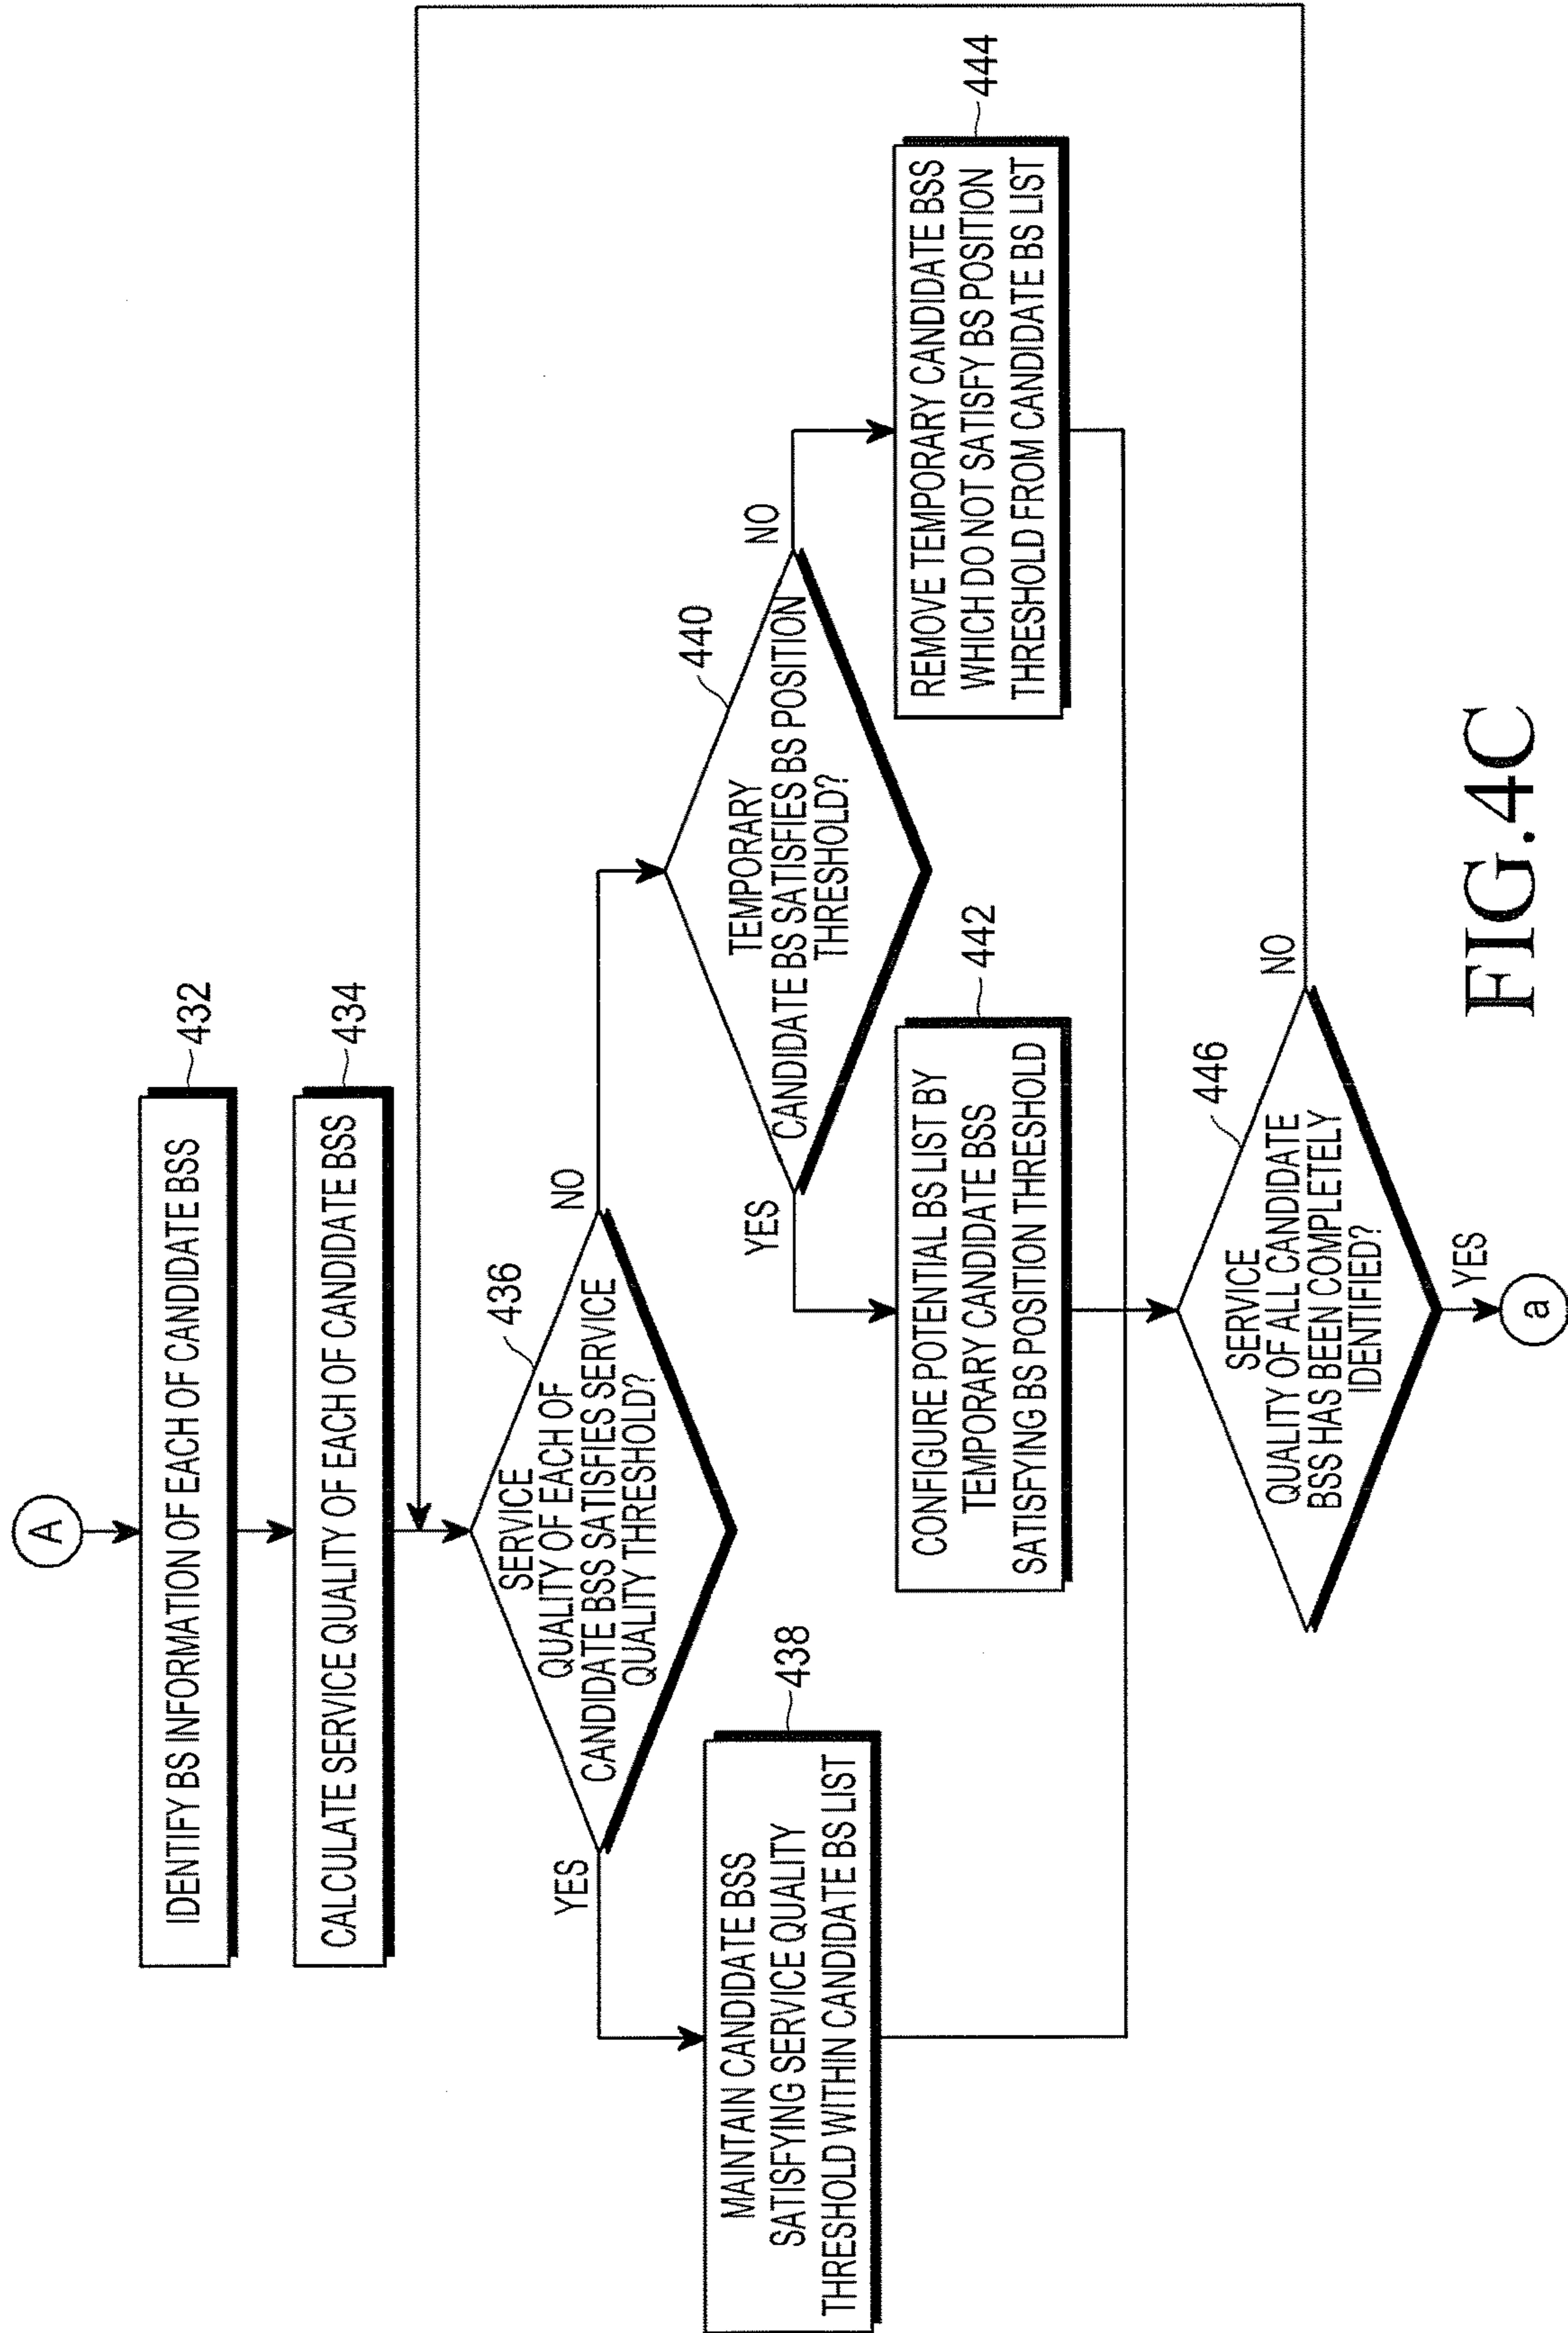 A
IDENTIFY BS INFORMATION OF EACH OF CANDIDATE BSS
432
CALCULATE SERVICE QUALITY OF EACH OF CANDIDATE BSS
434
SERVICE
QUALITY OF EACH OF
CANDIDATE BSS SATISFIES SERVICE
QUALITY THRESHOLD?
436
YES
NO
MAINTAIN CANDIDATE BSS
SATISFYING SERVICE QUALITY
THRESHOLD WITHIN CANDIDATE BS LIST
438
TEMPORARY
CANDIDATE BS SATISFIES BS POSITION
THRESHOLD?
440
YES
NO
CONFIGURE POTENTIAL BS LIST BY
TEMPORARY CANDIDATE BSS
SATISFYING BS POSITION THRESHOLD
442
REMOVE TEMPORARY CANDIDATE BSS
WHICH DO NOT SATISFY BS POSITION
THRESHOLD FROM CANDIDATE BS LIST
444
SERVICE
QUALITY OF ALL CANDIDATE
BSS HAS BEEN COMPLETELY
IDENTIFIED?
446
NO
YES
a
FIG.4C